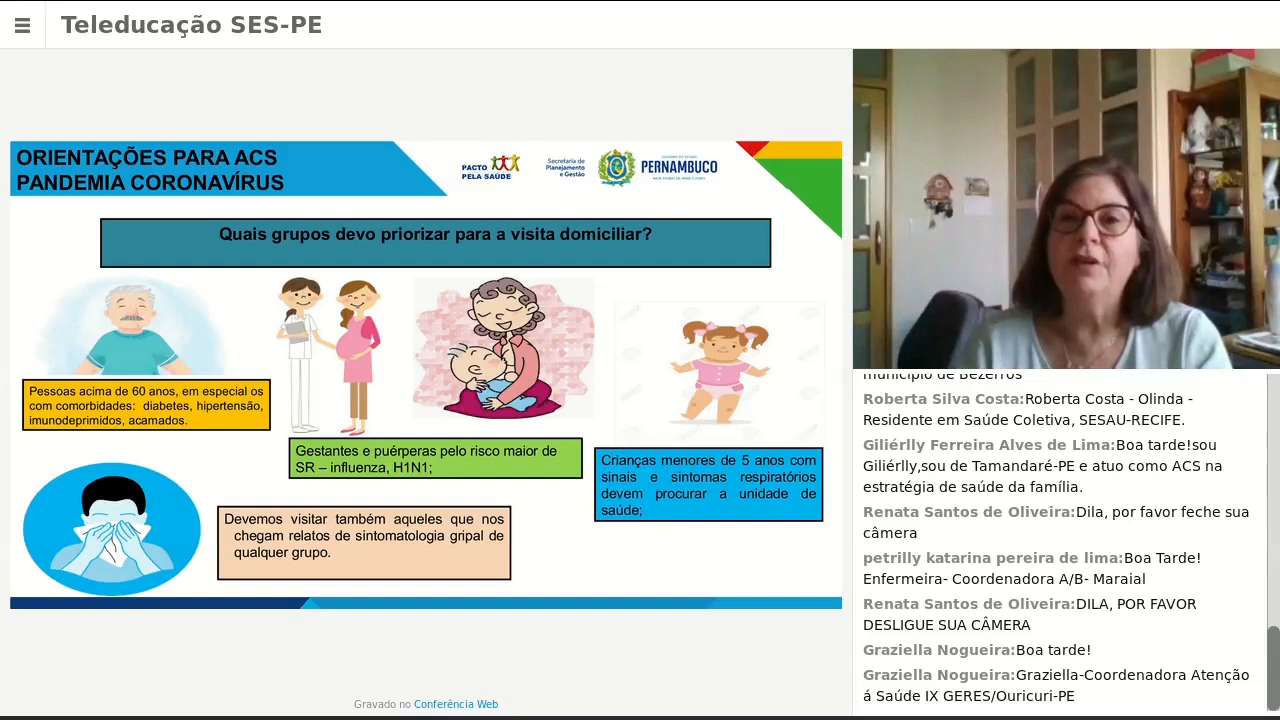 Teleducação SES-PE
ORIENTAÇÕES PARA ACS
PANDEMIA CORONAVÍRUS
PACTO
PELA SAÚDE
Secretaria de
Planejamento
e Gestão
PERNAMBUCO
Quais grupos devo priorizar para a visita domiciliar?
Pessoas acima de 60 anos, em especial os
com comorbidades: diabetes, hipertensão,
imunodeprimidos, acamados.
Gestantes e puérperas pelo risco maior de
SR – influenza, H1N1;
Crianças menores de 5 anos com
sinais e sintomas respiratórios
devem procurar a unidade de
saúde;
Devemos visitar também aqueles que nos
chegam relatos de sintomatologia gripal de
qualquer grupo.
Gravado no Conferência Web
município de Bezerros
Roberta Silva Costa:Roberta Costa - Olinda -
Residente em Saúde Coletiva, SESAU-RECIFE.
Giliérlly Ferreira Alves de Lima:Boa tarde!sou
Giliérlly,sou de Tamandaré-PE e atuo como ACS na
estratégia de saúde da família.
Renata Santos de Oliveira:Dila, por favor feche sua
câmera
petrilly katarina pereira de lima:Boa Tarde!
Enfermeira- Coordenadora A/B- Maraial
Renata Santos de Oliveira:DILA, POR FAVOR
DESLIGUE SUA CÂMERA
Graziella Nogueira:Boa tarde!
Graziella Nogueira:Graziella-Coordenadora Atenção
á Saúde IX GERES/Ouricuri-PE